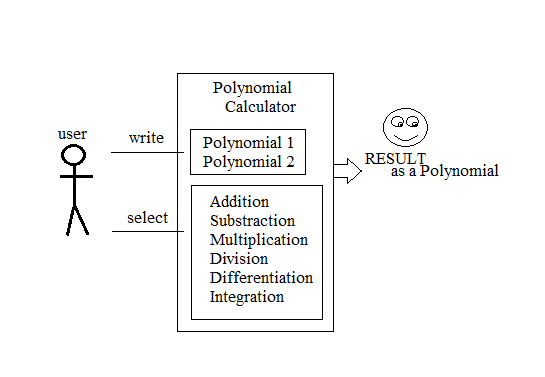 Polynomial
Calculator
user
write
Polynomial 1
Polynomial 2
RESULT
as a Polynomial
select
Addition
Substraction
Multiplication
Division
Differentiation
Integration